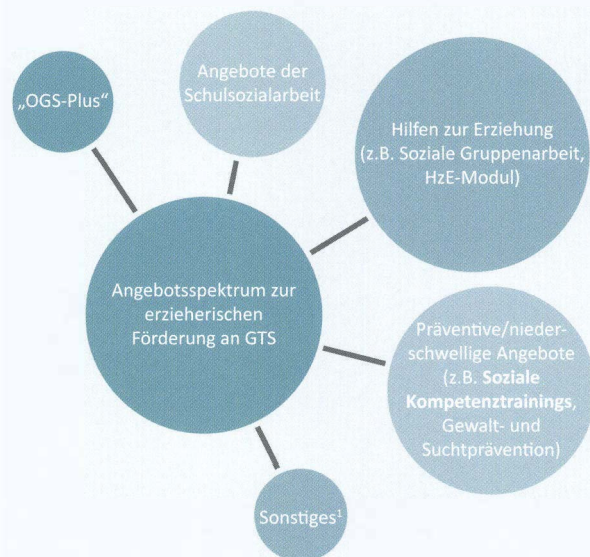 „OGS-Plus“
Angebote der
Schulsozialarbeit
Hilfen zur Erziehung
(z.B. Soziale Gruppenarbeit,
HzE-Modul)
Angebotsspektrum zur
erzieherischen
Förderung an GTS
Präventive/nieder-
schwellige Angebote
(z.B. Soziale
Kompetenztrainings,
Gewalt- und
Suchtprävention)
Sonstiges¹